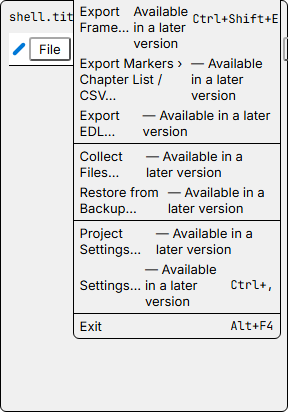 shell.tit
File
Export Frame... Available in a later version Ctrl+Shift+E
Export Markers › Chapter List / CSV... — Available in a later version
Export EDL... — Available in a later version
Collect Files... — Available in a later version
Restore from Backup... — Available in a later version
Project Settings... — Available in a later version
Settings... — Available in a later version Ctrl+,
Exit Alt+F4